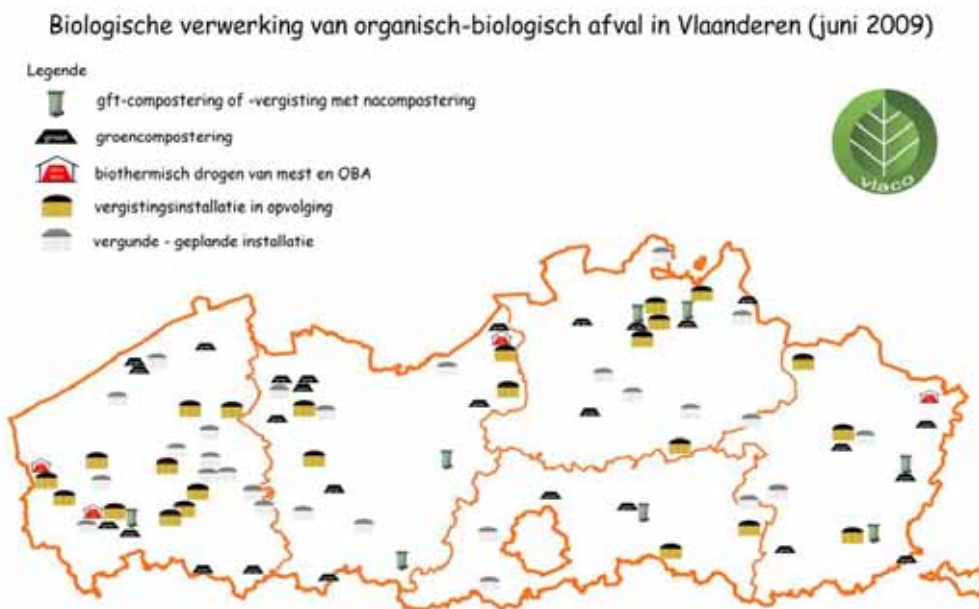 Biologische verwerking van organisch-biologisch afval in Vlaanderen (juni 2009)
Legende
gft-compostering of -vergisting met nacompostering
groencompostering
biothermisch drogen van mest en OBA
vergistingsinstallatie in opvolging
vergunde - geplande installatie
vlaco